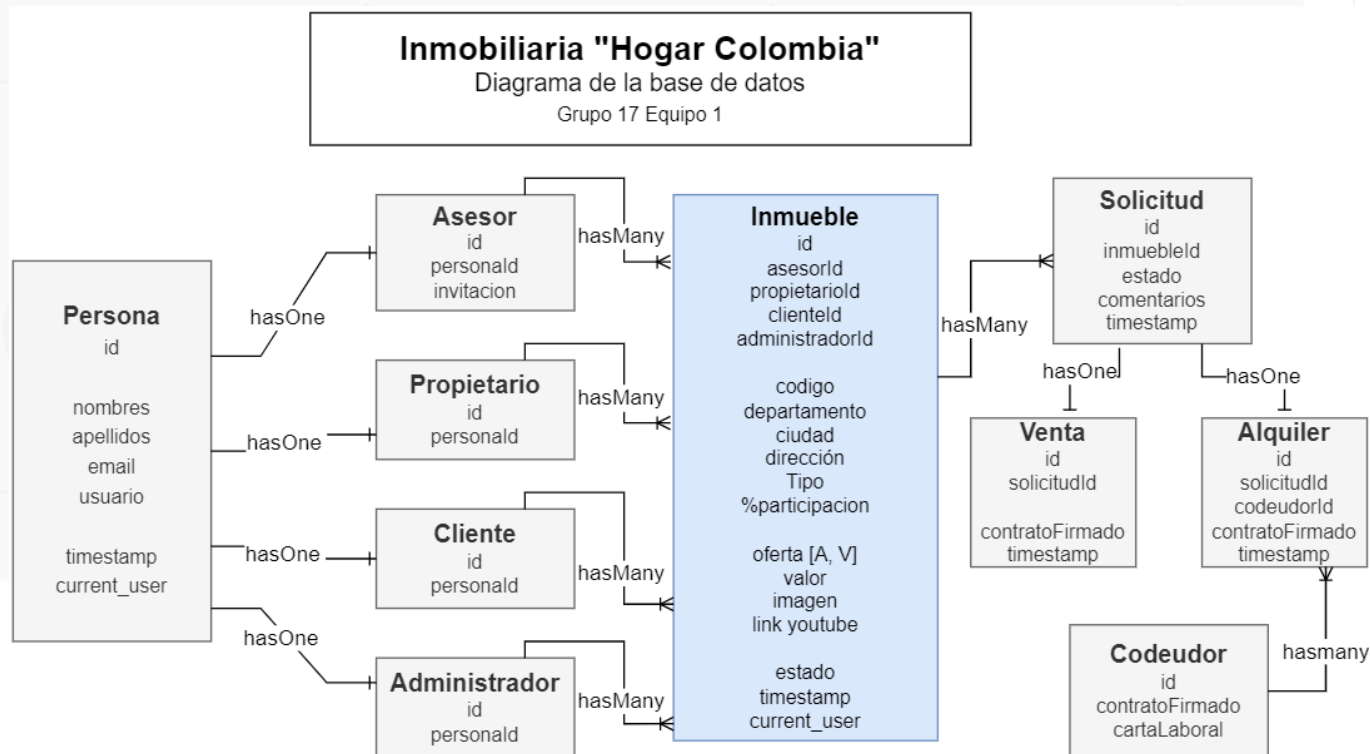 Inmobiliaria "Hogar Colombia"
Diagrama de la base de datos
Grupo 17 Equipo 1
Persona
id
nombres
apellidos
email
usuario
timestamp
current_user
hasOne
hasOne
hasOne
hasOne
Asesor
id
personaId
invitacion
Propietario
id
personaId
Cliente
id
personaId
Administrador
id
personaId
hasMany
hasMany
hasMany
hasMany
Inmueble
id
asesorId
propietarioId
clienteId
administradorId
codigo
departamento
ciudad
dirección
Tipo
%participacion
oferta [A, V]
valor
imagen
link youtube
estado
timestamp
current_user
hasMany
Solicitud
id
inmuebleId
estado
comentarios
timestamp
hasOne
hasOne
Venta
id
solicitudId
contratoFirmado
timestamp
Alquiler
id
solicitudId
codeudorId
contratoFirmado
timestamp
hasmany
Codeudor
id
contratoFirmado
cartaLaboral